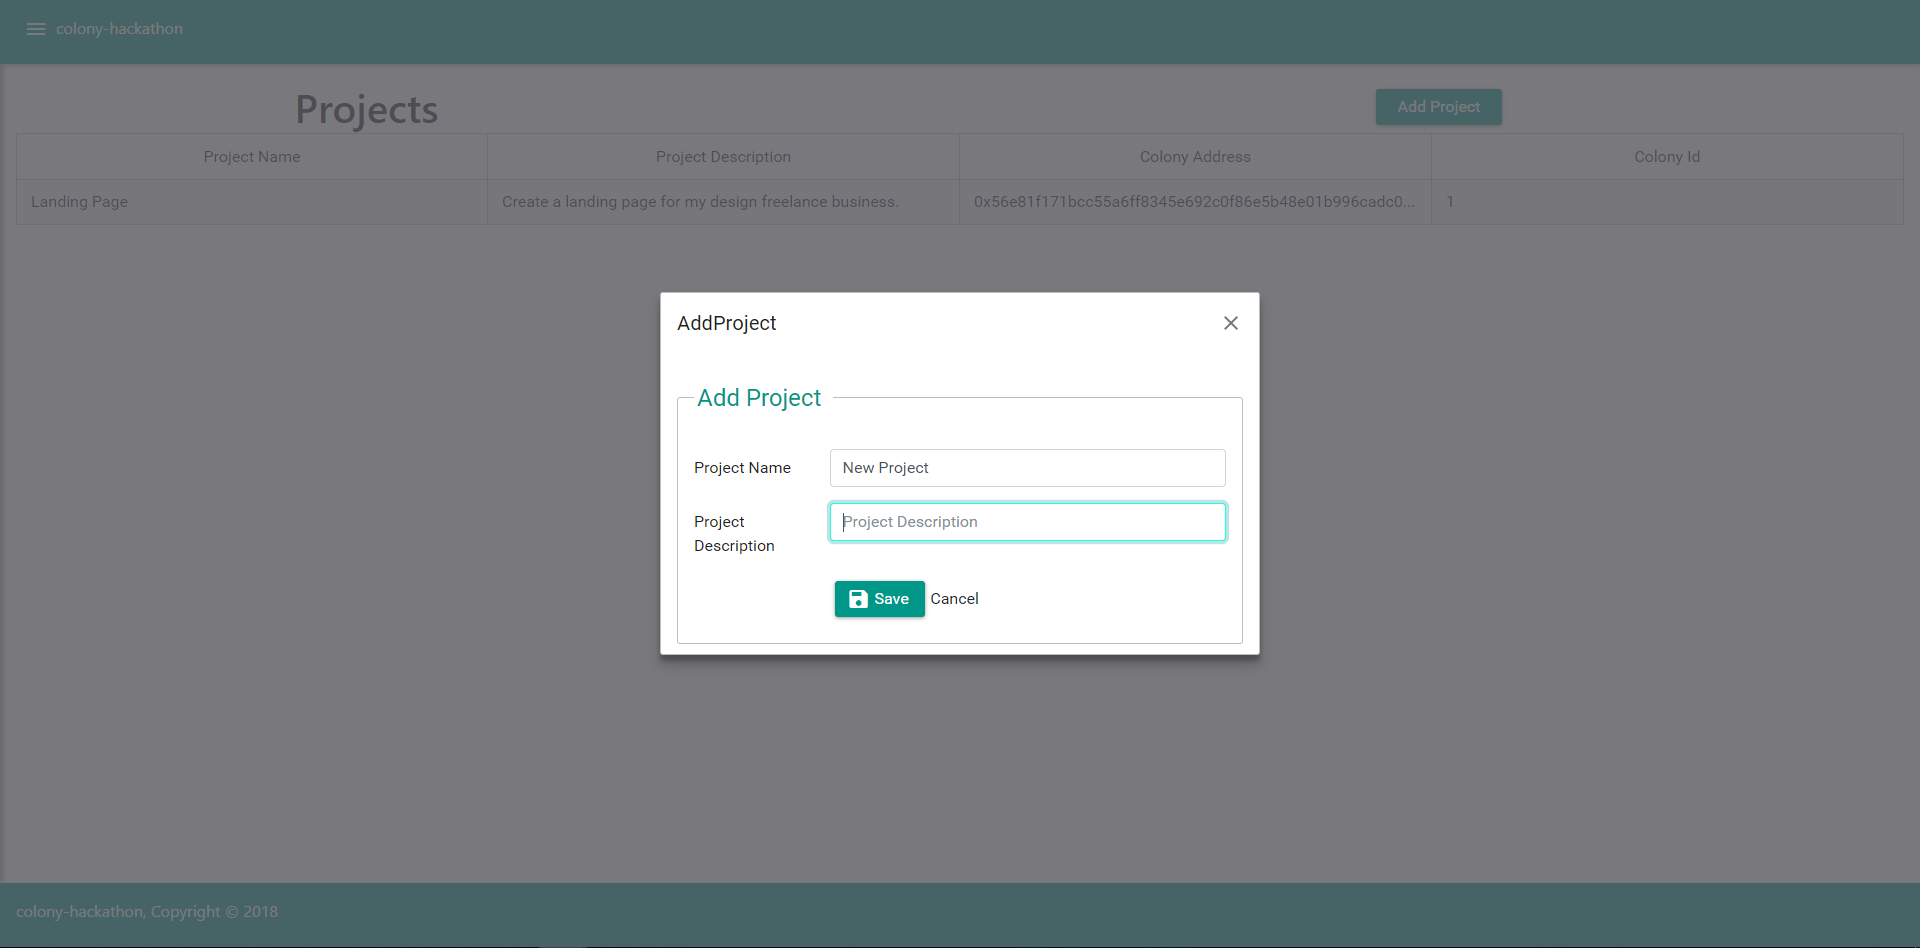 colony-hackathon
Projects
Add Project
Project Name
Project Description
Colony Address
Colony Id
Landing Page
Create a landing page for my design freelance business.
0x56e81f171bcc55a6ff8345e692c0f86e5b48e01b996cadc0...
1
AddProject
Add Project
Project Name
New Project
Project
Description
Project Description
Save
Cancel
colony-hackathon, Copyright © 2018